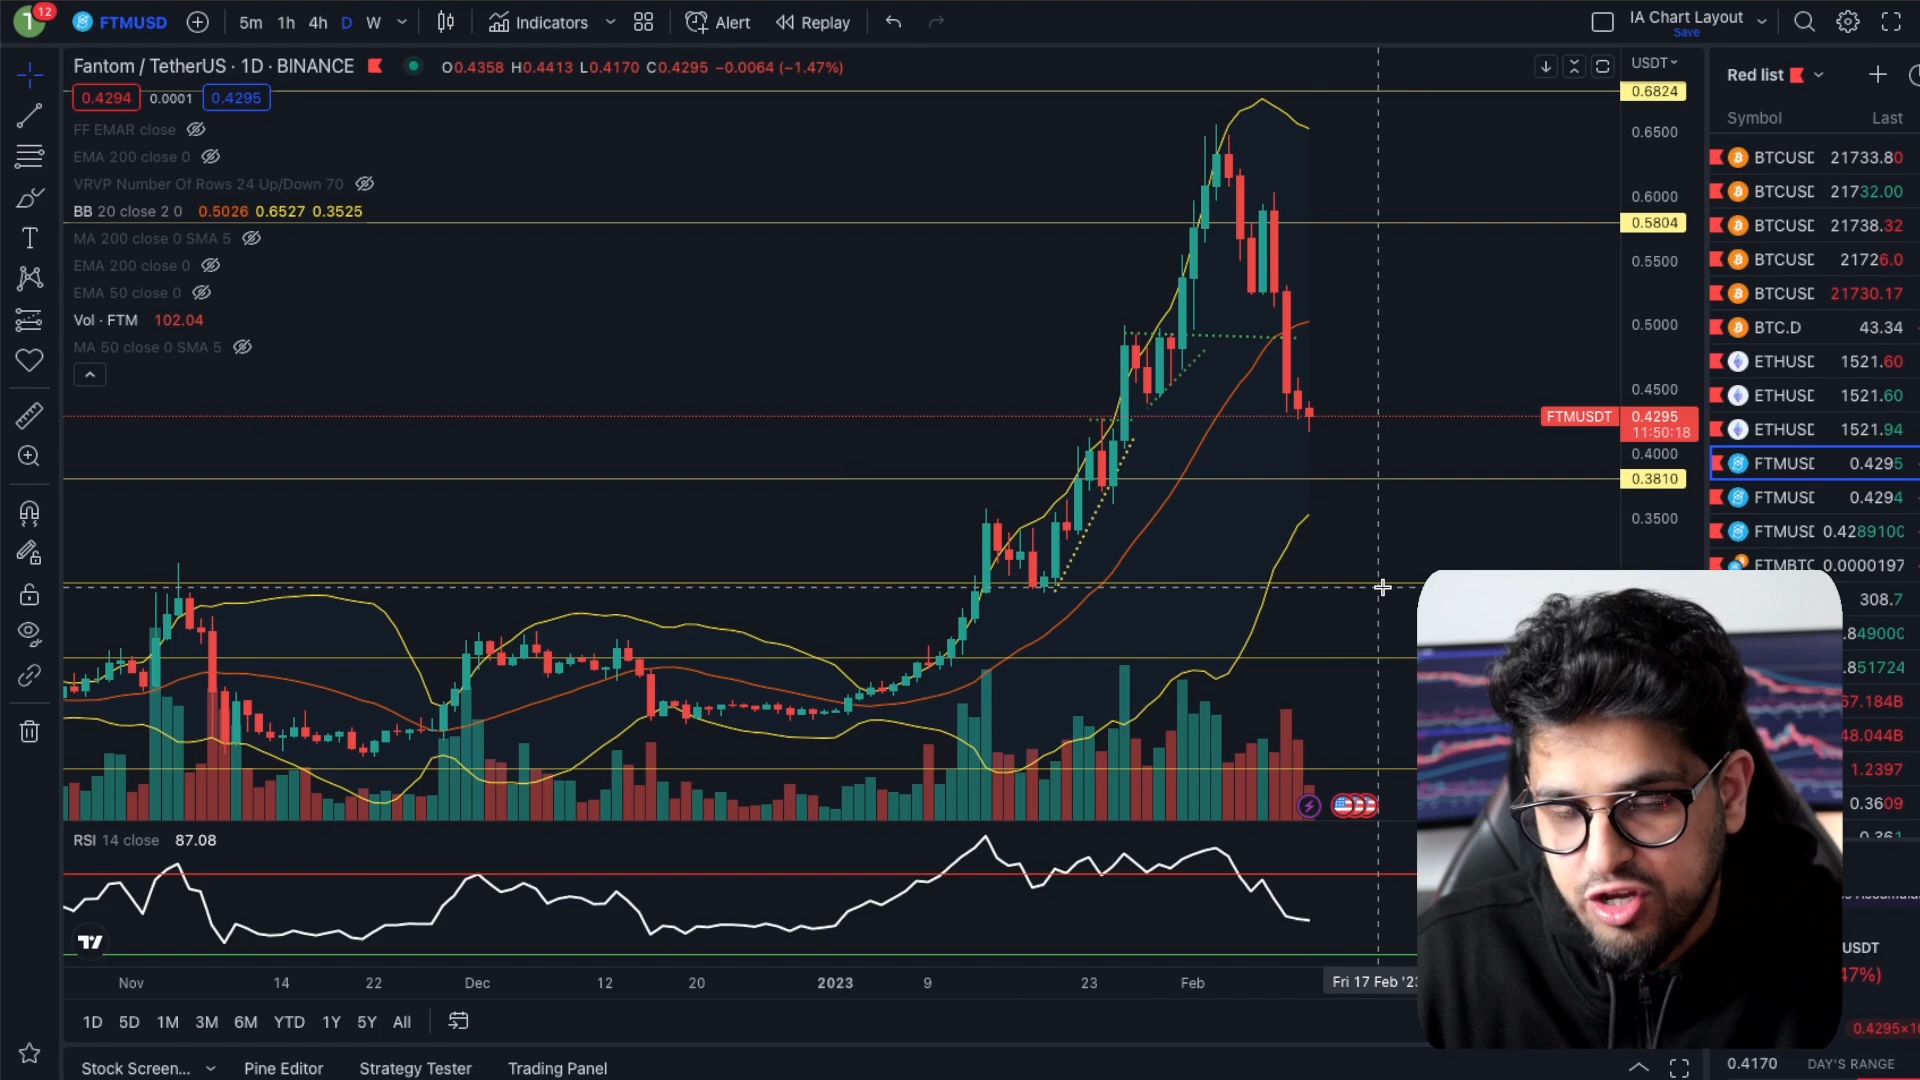 T 12 FTMUSD 5m 1h 4h D W Indicators Alert Replay IA Chart Layout
Save
Fantom / TetherUS · 1D · BINANCE O0.4358 H0.4413 L0.4170 C0.4295 −0.0064 (−1.47%)
0.4294 0.0001 0.4295
FF EMAR close
EMA 200 close 0
VRVP Number Of Rows 24 Up/Down 70
BB 20 close 2 0 0.5026 0.6527 0.3525
MA 200 close 0 SMA 5
EMA 200 close 0
EMA 50 close 0
Vol · FTM 102.04
MA 50 close 0 SMA 5
USDT
0.6824
0.6500
0.6000
0.5804
0.5500
0.5000
0.4500
FTMUSDT 0.4295
11:50:18
0.4000
0.3810
0.3500
Red list
Symbol Last
BTCUSD 21733.80
BTCUSD 21732.00
BTCUSD 21738.32
BTCUSD 21726.0
BTCUSD 21730.17
BTC.D 43.34
ETHUSD 1521.60
ETHUSD 1521.60
ETHUSD 1521.94
FTMUSD 0.4295
FTMUSD 0.4294
FTMUSD 0.4289100
FTMBTC 0.0000197
308.7
.849000
.851724
67.184B
48.044B
1.2397
0.3609
0.361
USDT
47%)
0.4170 DAY'S RANGE
RSI 14 close 87.08
Nov 14 22 Dec 12 20 2023 9 23 Feb Fri 17 Feb '23
1D 5D 1M 3M 6M YTD 1Y 5Y All
Stock Screen... Pine Editor Strategy Tester Trading Panel